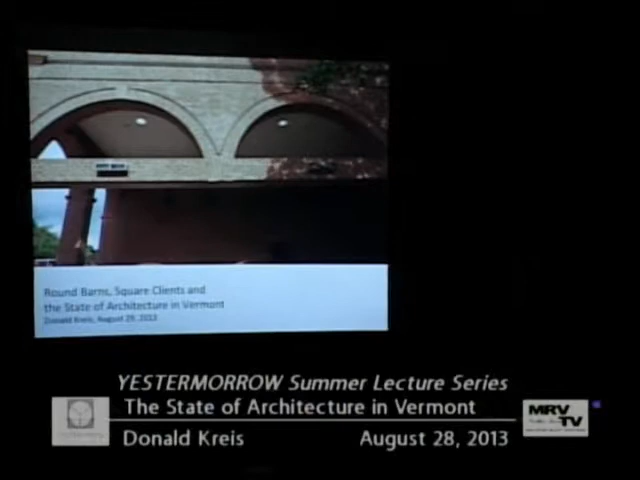 Round Barns, Square Clients and
the State of Architecture in Vermont
Donald Kreis, August 28, 2013
YESTERMORROW Summer Lecture Series
The State of Architecture in Vermont
Donald Kreis
August 28, 2013
MRV
TV